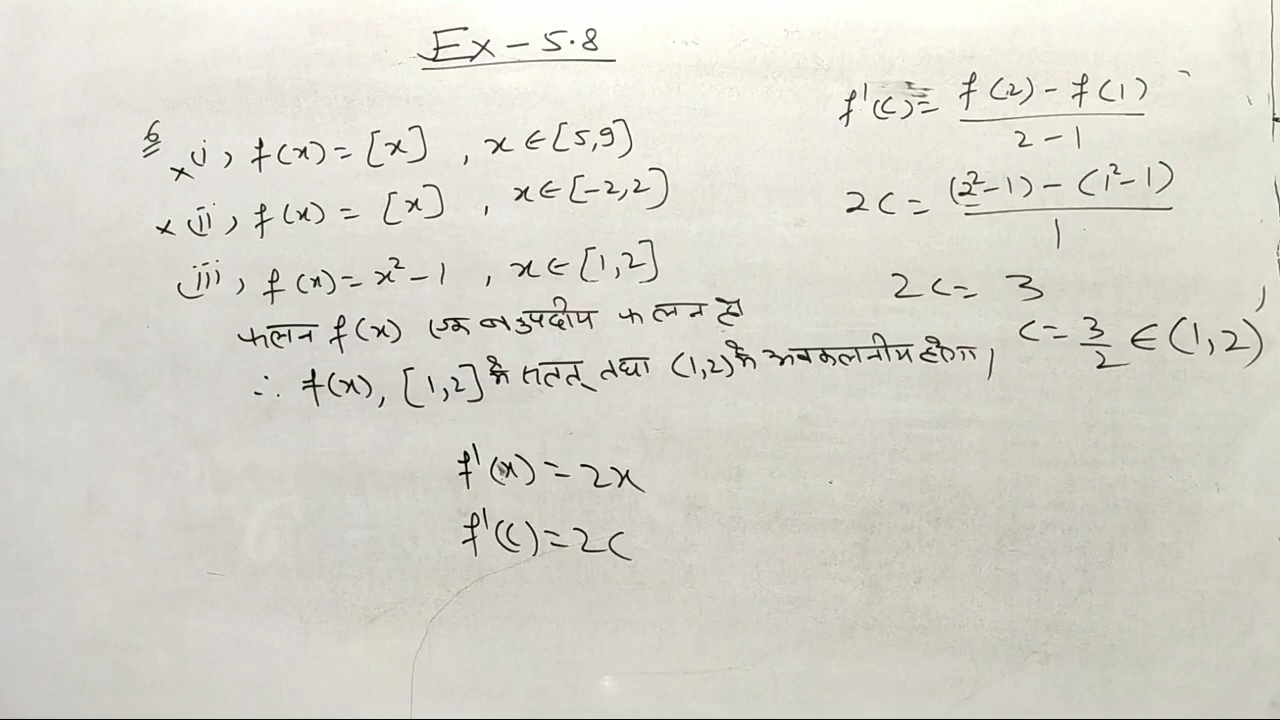 Ex - 5.8
6 × (i), f(x) = [x], x ∈ [5,9]
× (ii), f(x) = [x], x ∈ [-2,2]
(iii), f(x) = x² - 1, x ∈ [1,2]
फलन f(x) एक बहुपदीय फलन है
∴ f(x), [1,2] में सतत् तथा (1,2) में अवकलनीय होगा,
f'(x) = 2x
f'(c) = 2c
f'(c) = f(2) - f(1) / 2 - 1
2c = (2² - 1) - (1² - 1) / 1
2c = 3
c = 3/2 ∈ (1,2)